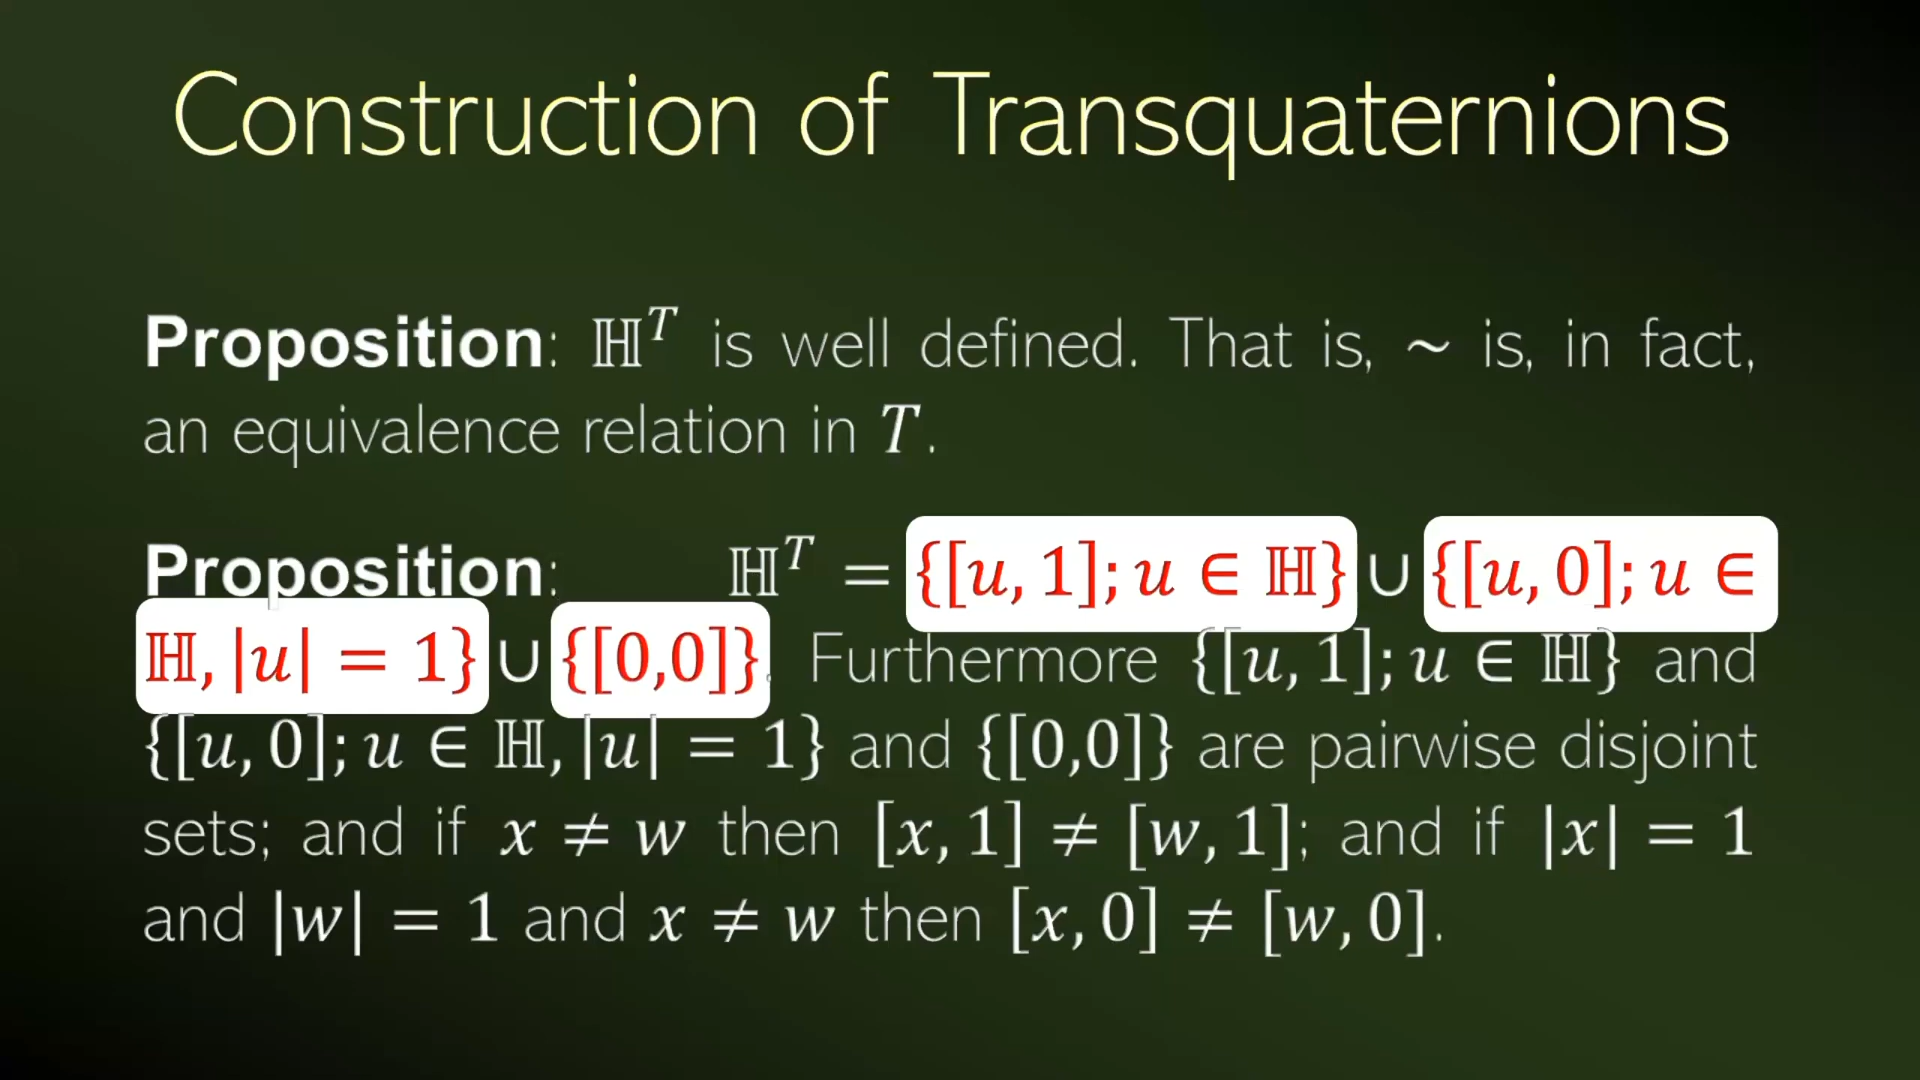 Construction of Transquaternions
Proposition: ℍᵀ is well defined. That is, ~ is, in fact,
an equivalence relation in T.
Proposition: ℍᵀ = {[u, 1]; u ∈ ℍ} ∪ {[u, 0]; u ∈
ℍ, |u| = 1} ∪ {[0,0]}. Furthermore {[u, 1]; u ∈ ℍ} and
{[u, 0]; u ∈ ℍ, |u| = 1} and {[0,0]} are pairwise disjoint
sets; and if x ≠ w then [x, 1] ≠ [w, 1]; and if |x| = 1
and |w| = 1 and x ≠ w then [x, 0] ≠ [w, 0].